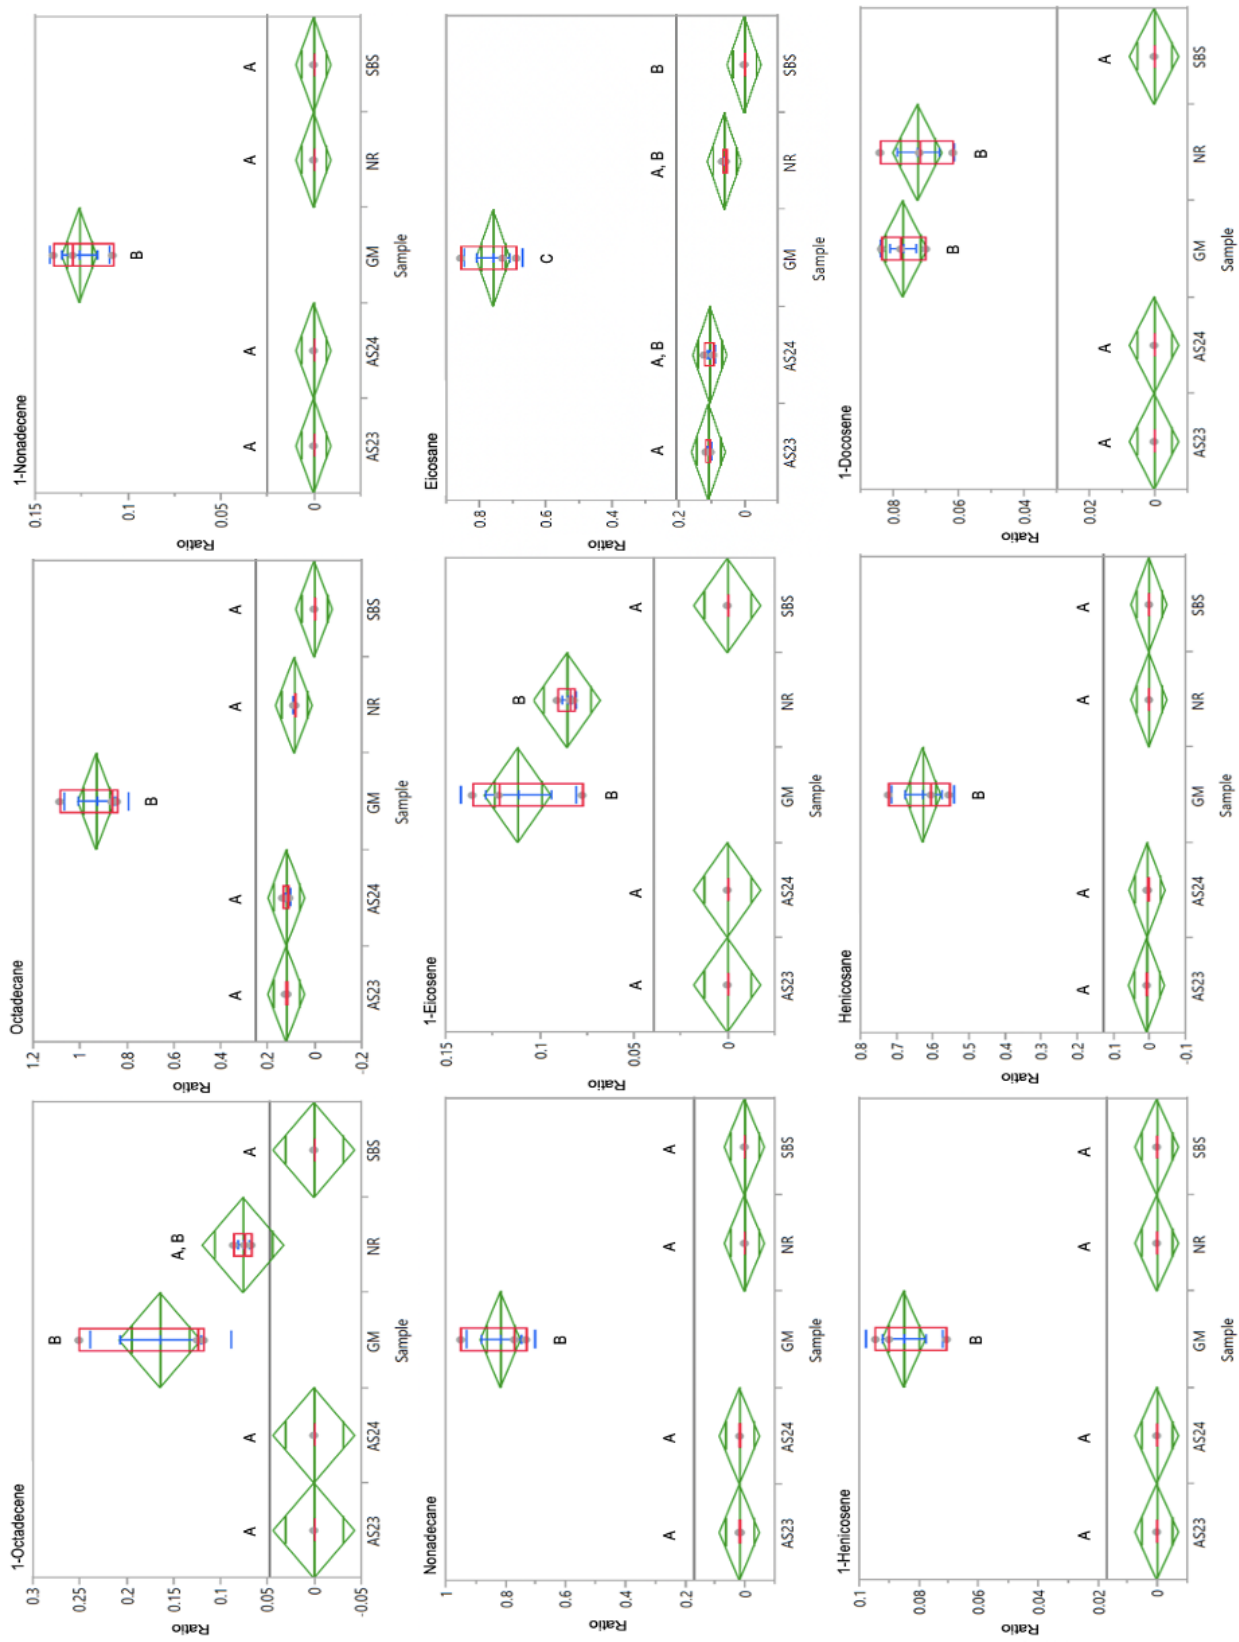 1-Octadecene
Ratio
0.3
0.25
0.2
0.15
0.1
0.05
0
-0.05
A
A
B
A, B
A
AS23
AS24
GM
NR
SBS
Sample
Octadecane
Ratio
1.2
1
0.8
0.6
0.4
0.2
0
-0.2
A
A
B
A
A
AS23
AS24
GM
NR
SBS
Sample
1-Nonadecene
Ratio
0.15
0.1
0.05
0
A
A
B
A
A
AS23
AS24
GM
NR
SBS
Sample
Nonadecane
Ratio
1
0.8
0.6
0.4
0.2
0
A
A
B
A
A
AS23
AS24
GM
NR
SBS
Sample
1-Eicosene
Ratio
0.15
0.1
0.05
0
A
A
B
B
A
AS23
AS24
GM
NR
SBS
Sample
Eicosane
Ratio
0.8
0.6
0.4
0.2
0
A
A, B
C
A, B
B
AS23
AS24
GM
NR
SBS
Sample
1-Henicosene
Ratio
0.1
0.08
0.06
0.04
0.02
0
A
A
B
A
A
AS23
AS24
GM
NR
SBS
Sample
Henicosane
Ratio
0.8
0.7
0.6
0.5
0.4
0.3
0.2
0.1
0
-0.1
A
A
B
A
A
AS23
AS24
GM
NR
SBS
Sample
1-Docosene
Ratio
0.08
0.06
0.04
0.02
0
A
A
B
B
A
AS23
AS24
GM
NR
SBS
Sample